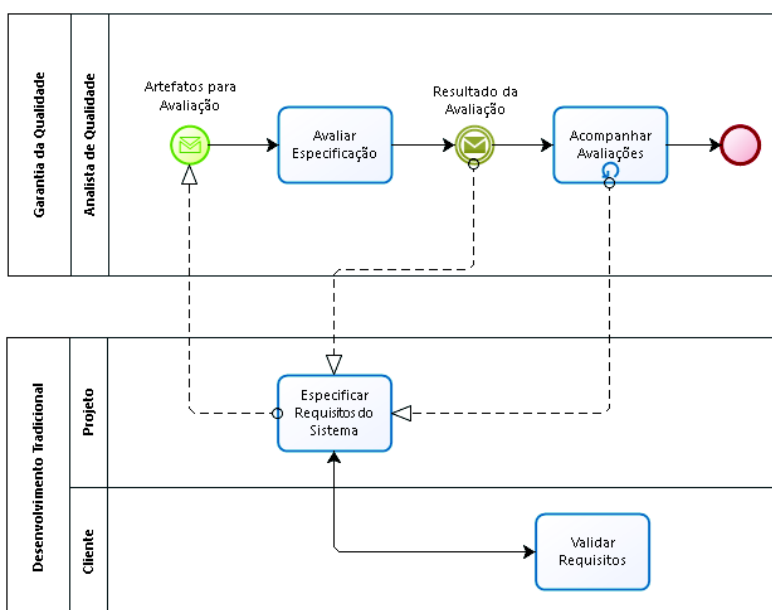 Garantia da Qualidade
Analista de Qualidade
Artefatos para
Avaliação
Avaliar
Especificação
Resultado da
Avaliação
Acompanhar
Avaliações
Desenvolvimento Tradicional
Projeto
Especificar
Requisitos do
Sistema
Cliente
Validar
Requisitos